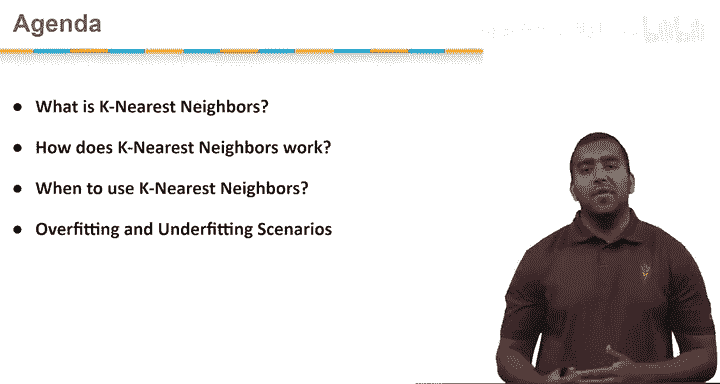 Agenda
● What is K-Nearest Neighbors?
● How does K-Nearest Neighbors work?
● When to use K-Nearest Neighbors?
● Overfitting and Underfitting Scenarios